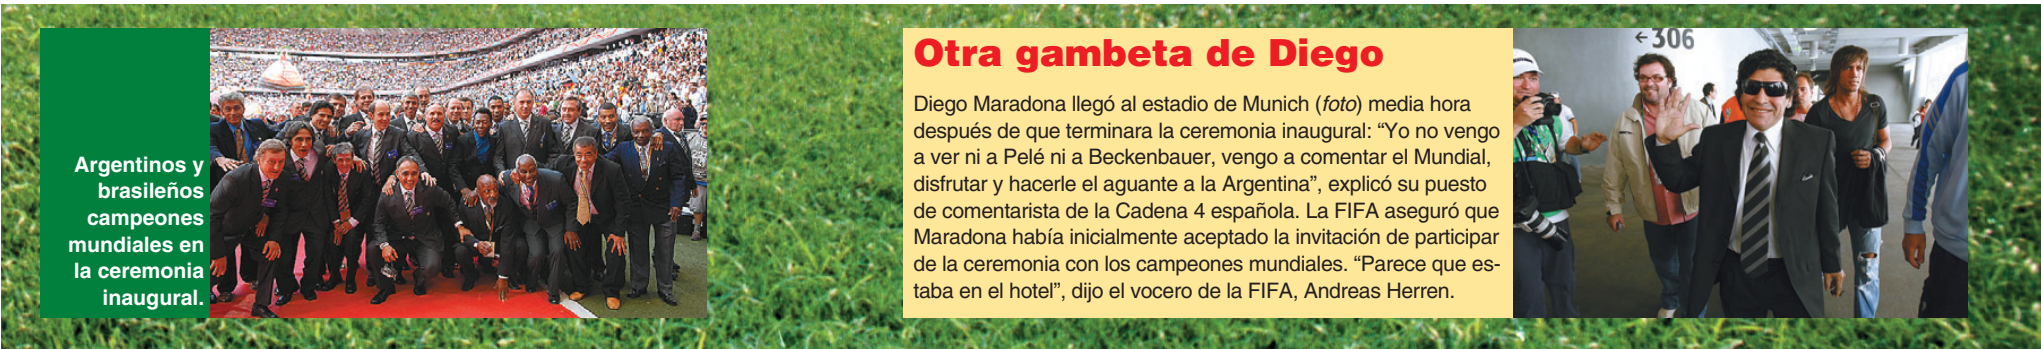 Argentinos y
brasileños
campeones
mundiales en
la ceremonia
inaugural.
Otra gambeta de Diego
Diego Maradona llegó al estadio de Munich (foto) media hora
después de que terminara la ceremonia inaugural: “Yo no vengo
a ver ni a Pelé ni a Beckenbauer, vengo a comentar el Mundial,
disfrutar y hacerle el aguante a la Argentina”, explicó su puesto
de comentarista de la Cadena 4 española. La FIFA aseguró que
Maradona había inicialmente aceptado la invitación de participar
de la ceremonia con los campeones mundiales. “Parece que es-
taba en el hotel”, dijo el vocero de la FIFA, Andreas Herren.
←306